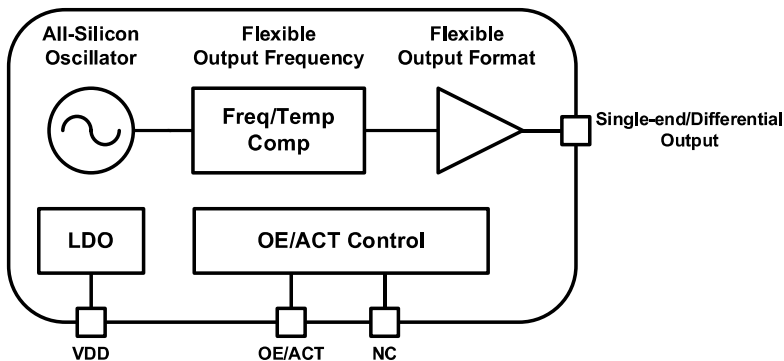 All-Silicon
Oscillator
Flexible
Output Frequency
Flexible
Output Format
Freq/Temp
Comp
Single-end/Differential
Output
LDO
OE/ACT Control
VDD
OE/ACT
NC